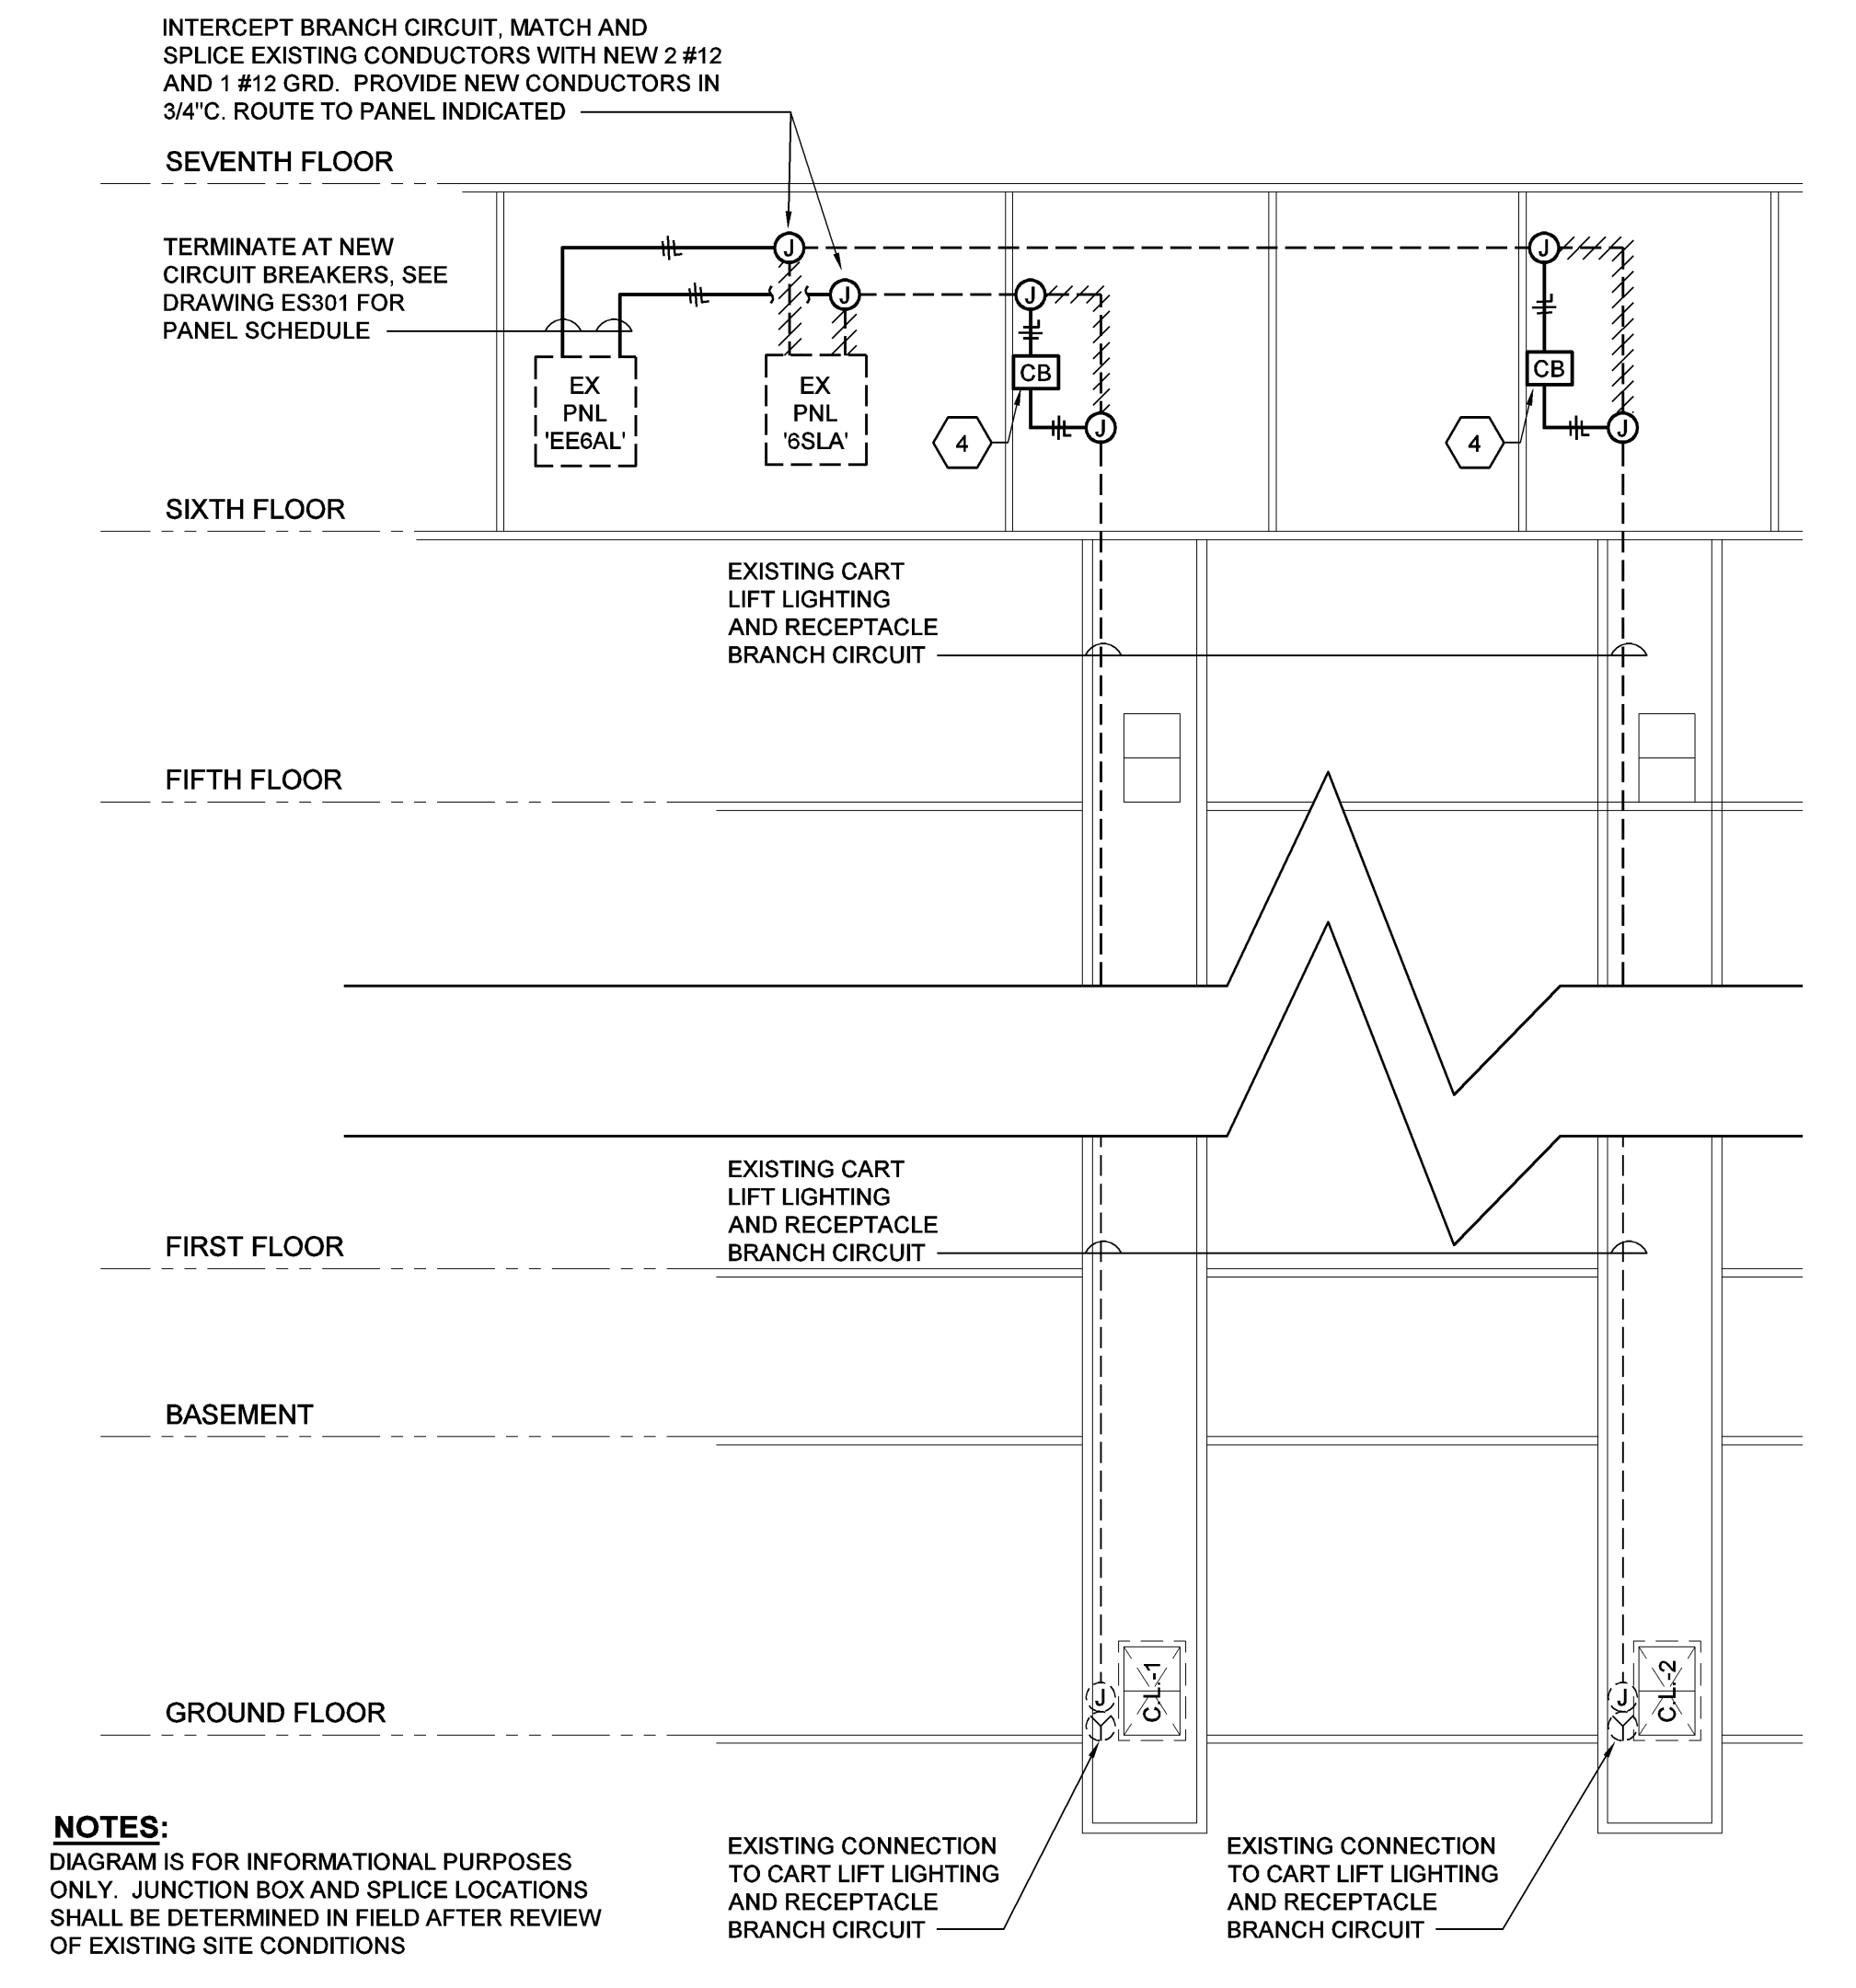 INTERCEPT BRANCH CIRCUIT, MATCH AND
SPLICE EXISTING CONDUCTORS WITH NEW 2 #12
AND 1 #12 GRD.  PROVIDE NEW CONDUCTORS IN
3/4"C. ROUTE TO PANEL INDICATED
SEVENTH FLOOR
TERMINATE AT NEW
CIRCUIT BREAKERS, SEE
DRAWING ES301 FOR
PANEL SCHEDULE
J
J
J
J
EX
PNL
'EE6AL'
EX
PNL
'6SLA'
CB
CB
4
J
4
J
SIXTH FLOOR
EXISTING CART
LIFT LIGHTING
AND RECEPTACLE
BRANCH CIRCUIT
FIFTH FLOOR
EXISTING CART
LIFT LIGHTING
AND RECEPTACLE
BRANCH CIRCUIT
FIRST FLOOR
BASEMENT
GROUND FLOOR
J
Y
C.L.-1
J
Y
C.L.-2
NOTES:
DIAGRAM IS FOR INFORMATIONAL PURPOSES
ONLY.  JUNCTION BOX AND SPLICE LOCATIONS
SHALL BE DETERMINED IN FIELD AFTER REVIEW
OF EXISTING SITE CONDITIONS
EXISTING CONNECTION
TO CART LIFT LIGHTING
AND RECEPTACLE
BRANCH CIRCUIT
EXISTING CONNECTION
TO CART LIFT LIGHTING
AND RECEPTACLE
BRANCH CIRCUIT